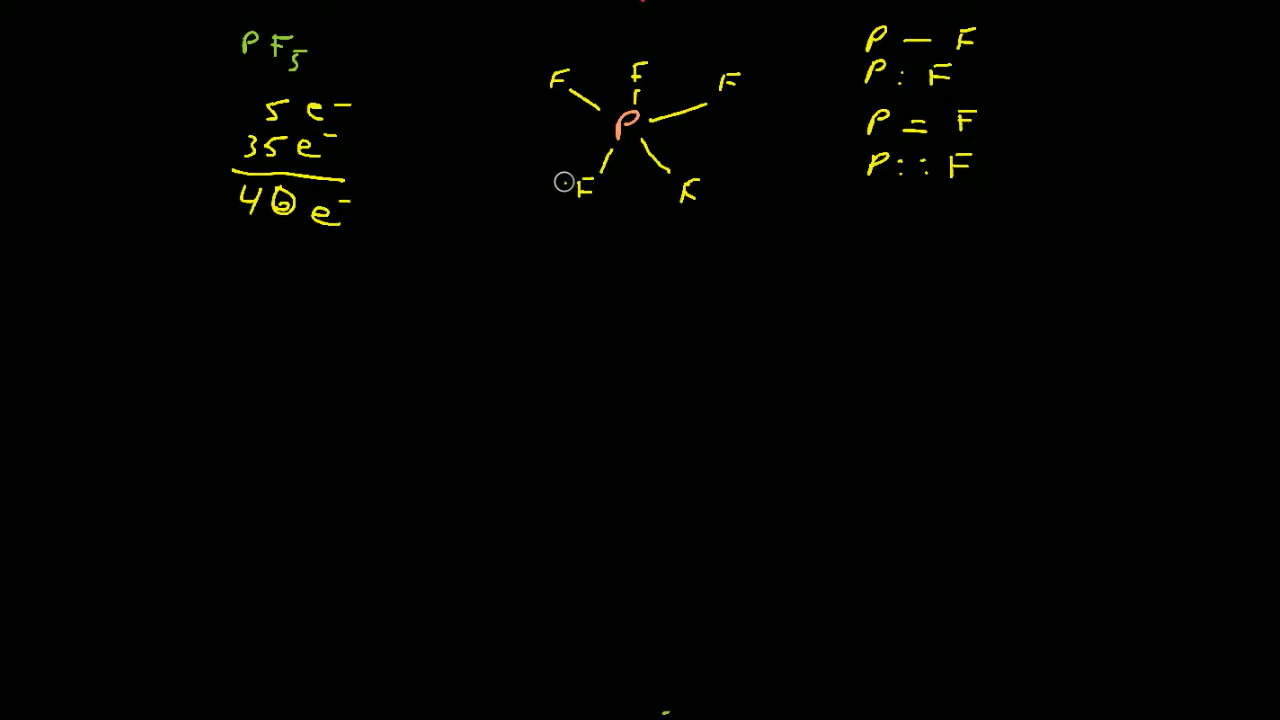 PF5
5 e-
35 e-
40 e-
F F F
P
F F
P — F
P : F
P = F
P : : F